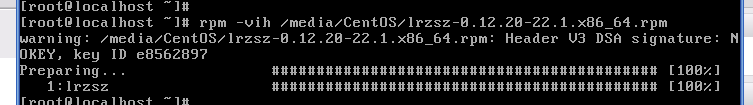 [root@localhost ~]#
[root@localhost ~]# rpm -vih /media/CentOS/lrzsz-0.12.20-22.1.x86_64.rpm
warning: /media/CentOS/lrzsz-0.12.20-22.1.x86_64.rpm: Header V3 DSA signature: N
OKEY, key ID e8562897
Preparing... ########################################### [100%]
1:lrzsz ########################################### [100%]
[root@localhost ~]#